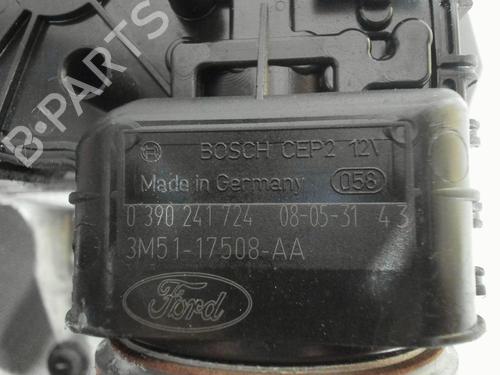 BOSCH CEP2 12V
Made in Germany 058
0 390 241 724 08-05-31 43
3M51-17508-AA
Ford
B-PARTS